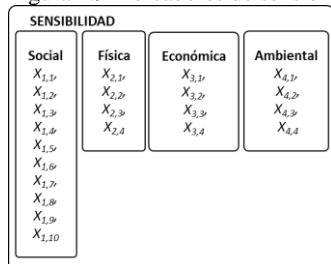 SENSIBILIDAD
Social
X1,1,
X1,2,
X1,3,
X1,4,
X1,5,
X1,6,
X1,7,
X1,8,
X1,9,
X1,10
Física
X2,1,
X2,2,
X2,3,
X2,4
Económica
X3,1,
X3,2,
X3,3,
X3,4
Ambiental
X4,1,
X4,2,
X4,3,
X4,4